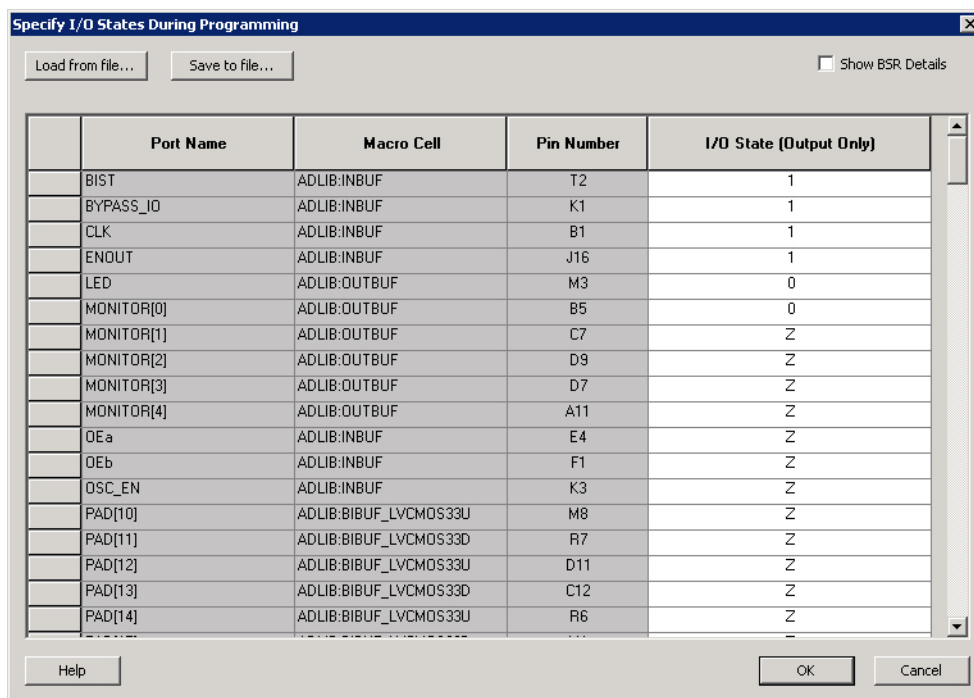 Specify I/O States During Programming
Load from file... Save to file... Show BSR Details
Port Name Macro Cell Pin Number I/O State (Output Only)
BIST ADLIB:INBUF T2 1
BYPASS_IO ADLIB:INBUF K1 1
CLK ADLIB:INBUF B1 1
ENOUT ADLIB:INBUF J16 1
LED ADLIB:OUTBUF M3 0
MONITOR[0] ADLIB:OUTBUF B5 0
MONITOR[1] ADLIB:OUTBUF C7 Z
MONITOR[2] ADLIB:OUTBUF D9 Z
MONITOR[3] ADLIB:OUTBUF D7 Z
MONITOR[4] ADLIB:OUTBUF A11 Z
OEa ADLIB:INBUF E4 Z
OEb ADLIB:INBUF F1 Z
OSC_EN ADLIB:INBUF K3 Z
PAD[10] ADLIB:BIBUF_LVCMOS33U M8 Z
PAD[11] ADLIB:BIBUF_LVCMOS33D R7 Z
PAD[12] ADLIB:BIBUF_LVCMOS33U D11 Z
PAD[13] ADLIB:BIBUF_LVCMOS33D C12 Z
PAD[14] ADLIB:BIBUF_LVCMOS33U R6 Z
Help OK Cancel